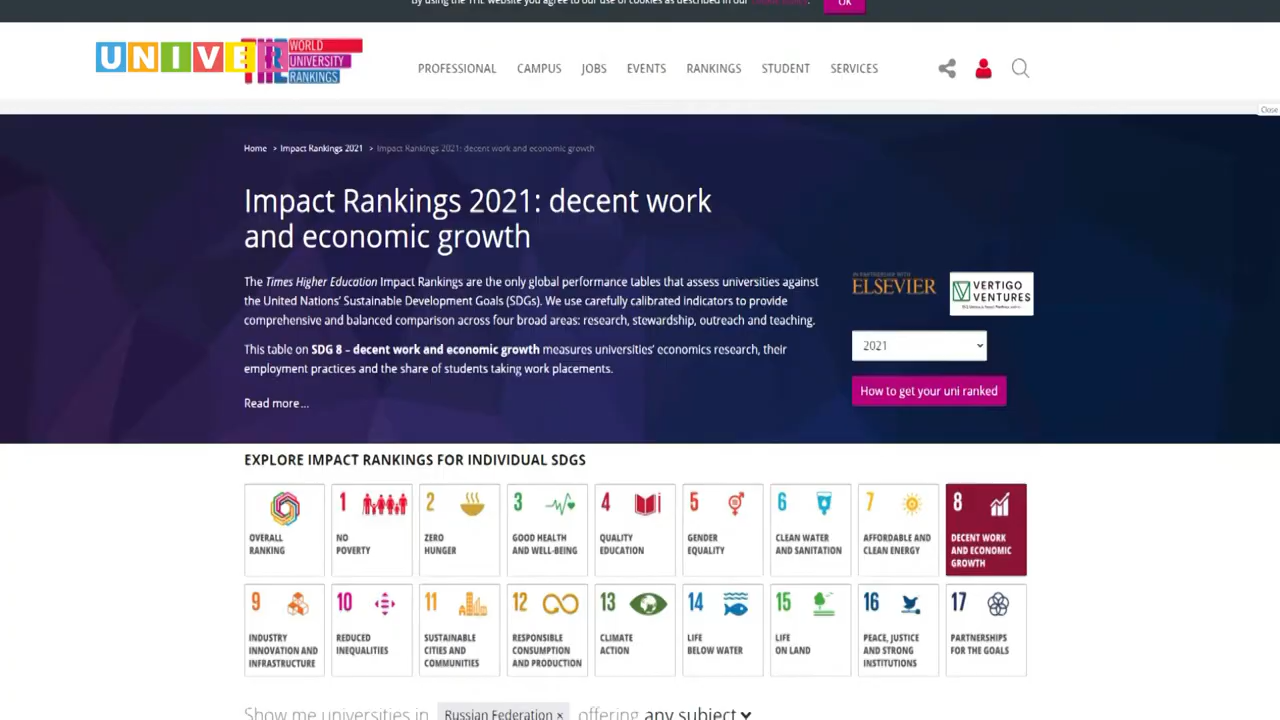 By using the THE website you agree to our use of cookies as described in our
OK
UNIVE
WORLD
UNIVERSITY
RANKINGS
PROFESSIONAL CAMPUS JOBS EVENTS RANKINGS STUDENT SERVICES
Close
Home > Impact Rankings 2021 > Impact Rankings 2021: decent work and economic growth
Impact Rankings 2021: decent work
and economic growth
The Times Higher Education Impact Rankings are the only global performance tables that assess universities against
the United Nations' Sustainable Development Goals (SDGs). We use carefully calibrated indicators to provide
comprehensive and balanced comparison across four broad areas: research, stewardship, outreach and teaching.
This table on SDG 8 – decent work and economic growth measures universities' economics research, their
employment practices and the share of students taking work placements.
Read more...
IN PARTNERSHIP WITH
ELSEVIER
VERTIGO
VENTURES
2021
How to get your uni ranked
EXPLORE IMPACT RANKINGS FOR INDIVIDUAL SDGS
OVERALL
RANKING
1
NO
POVERTY
2
ZERO
HUNGER
3
GOOD HEALTH
AND WELL-BEING
4
QUALITY
EDUCATION
5
GENDER
EQUALITY
6
CLEAN WATER
AND SANITATION
7
AFFORDABLE AND
CLEAN ENERGY
8
DECENT WORK
AND ECONOMIC
GROWTH
9
INDUSTRY
INNOVATION AND
INFRASTRUCTURE
10
REDUCED
INEQUALITIES
11
SUSTAINABLE
CITIES AND
COMMUNITIES
12
RESPONSIBLE
CONSUMPTION
AND PRODUCTION
13
CLIMATE
ACTION
14
LIFE
BELOW WATER
15
LIFE
ON LAND
16
PEACE, JUSTICE
AND STRONG
INSTITUTIONS
17
PARTNERSHIPS
FOR THE GOALS
Show me universities in Russian Federation × offering any subject